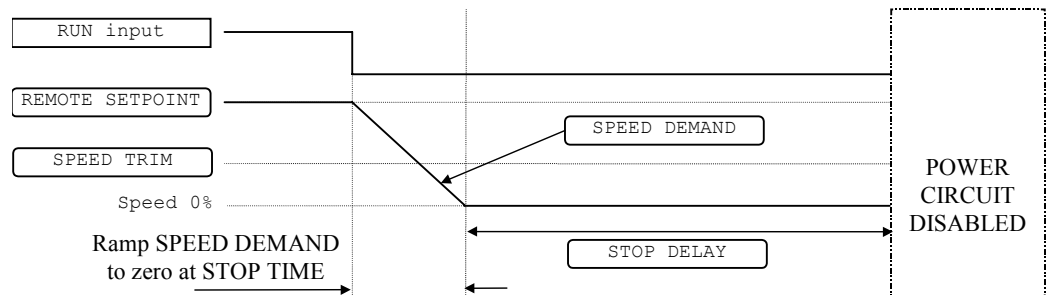 RUN input
REMOTE SETPOINT
SPEED DEMAND
SPEED TRIM
Speed 0%
POWER
CIRCUIT
DISABLED
Ramp SPEED DEMAND
to zero at STOP TIME
STOP DELAY